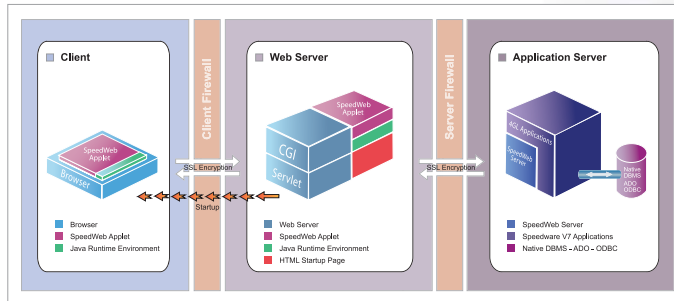 Client
SpeedWeb
Applet
Browser
Browser
SpeedWeb Applet
Java Runtime Environment
Client Firewall
SSL Encryption
Startup
Web Server
SpeedWeb
Applet
CGI
Servlet
Web Server
SpeedWeb Applet
Java Runtime Environment
HTML Startup Page
Server Firewall
SSL Encryption
Application Server
4GL Applications
SpeedWeb
Server
Native
DBMS
ADO
ODBC
SpeedWeb Server
Speedware V7 Applications
Native DBMS - ADO - ODBC